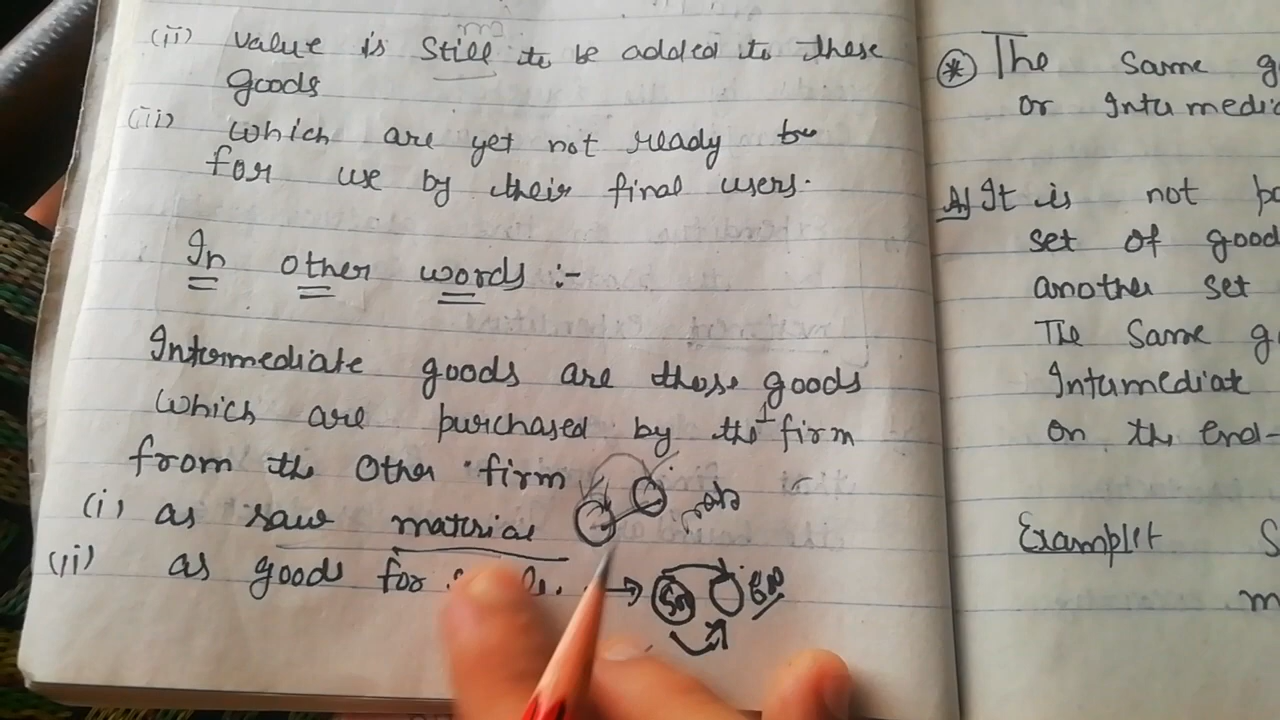 (ii) value is still to be added to these
goods
(iii) which are yet not ready to
for use by their final users.
In other words :-
Intermediate goods are those goods
which are purchased by the firm
from the other firm
(i) as raw material
(ii) as goods for
The same g
or Intumedic
A) It is not po
set of good
another set
The same g
Intumediat
on the end-
Example S
m